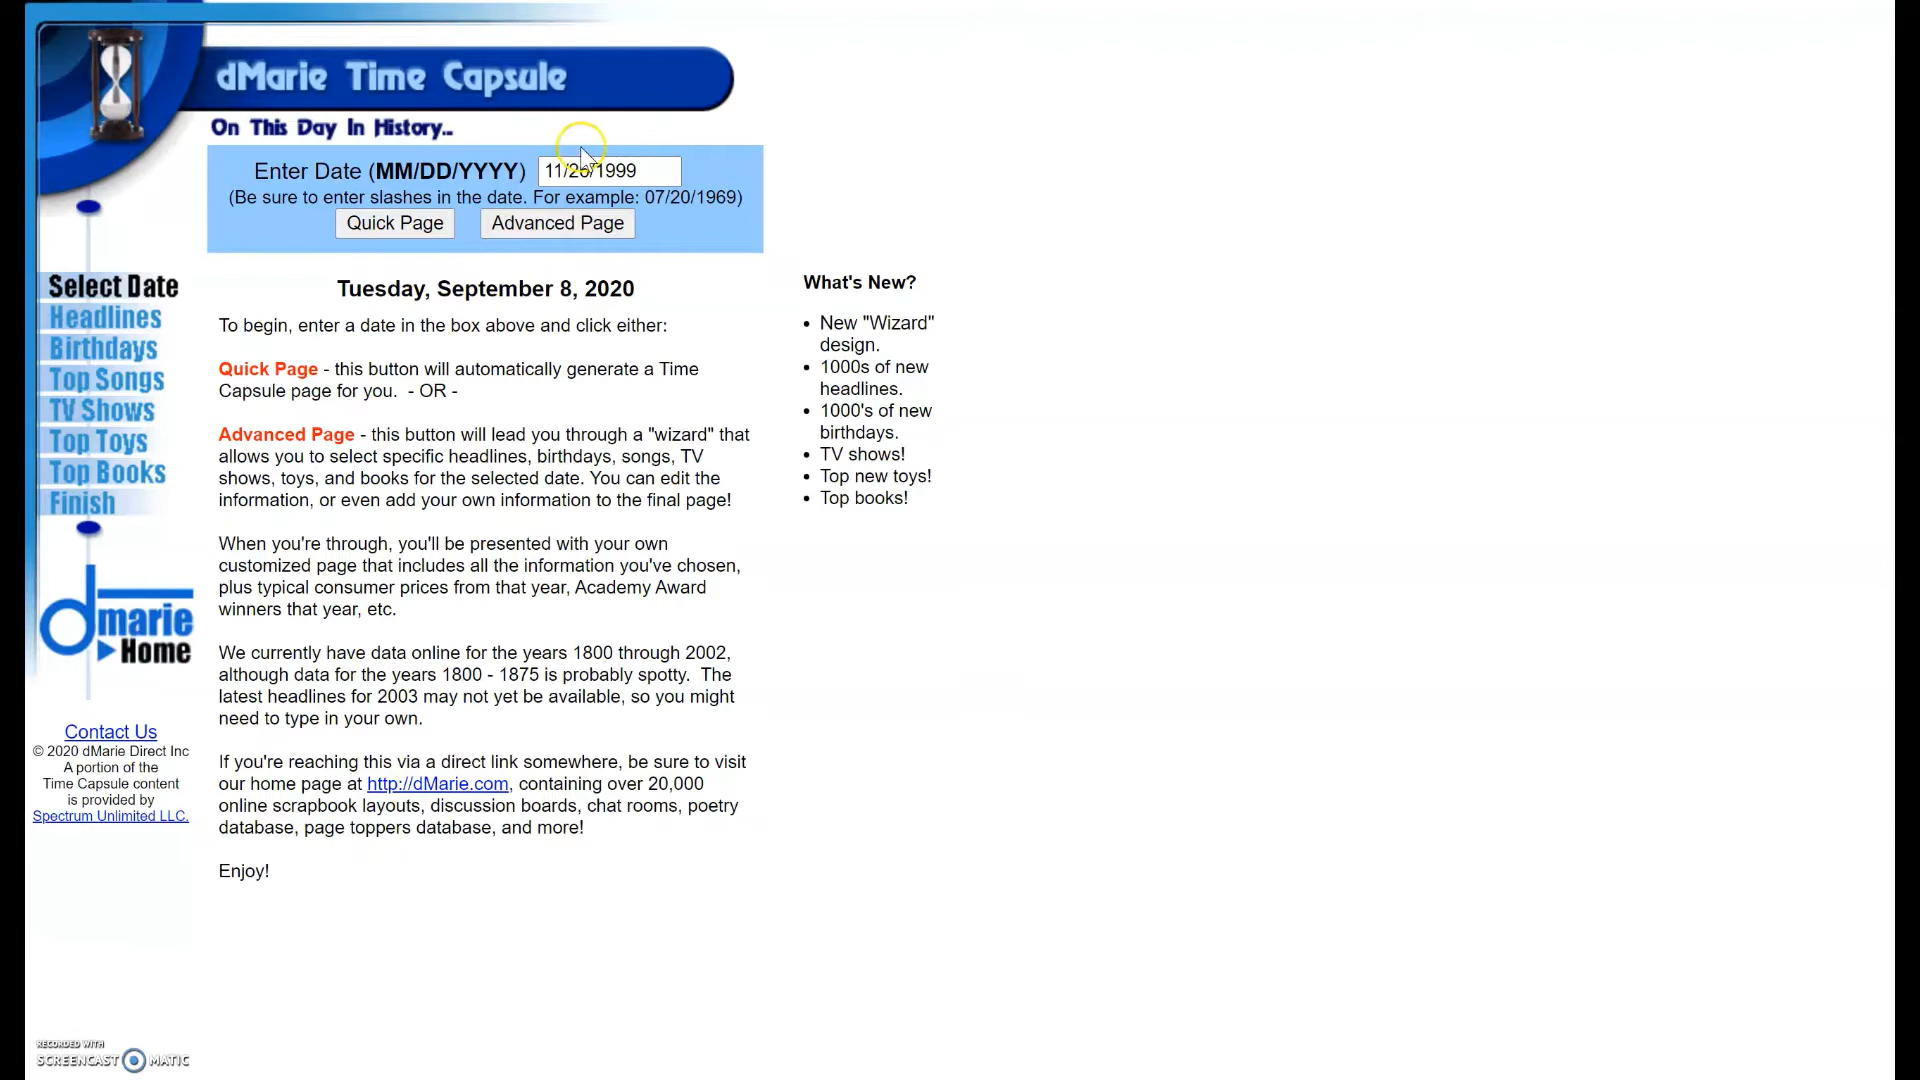 dMarie Time Capsule
On This Day In History...
Enter Date (MM/DD/YYYY)
(Be sure to enter slashes in the date. For example: 07/20/1969)
Quick Page
Advanced Page
Select Date
Headlines
Birthdays
Top Songs
TV Shows
Top Toys
Top Books
Finish
dmarie
Home
Contact Us
© 2020 dMarie Direct Inc
A portion of the
Time Capsule content
is provided by
Spectrum Unlimited LLC.
Tuesday, September 8, 2020
To begin, enter a date in the box above and click either:
Quick Page - this button will automatically generate a Time
Capsule page for you. - OR -
Advanced Page - this button will lead you through a "wizard" that
allows you to select specific headlines, birthdays, songs, TV
shows, toys, and books for the selected date. You can edit the
information, or even add your own information to the final page!
When you're through, you'll be presented with your own
customized page that includes all the information you've chosen,
plus typical consumer prices from that year, Academy Award
winners that year, etc.
We currently have data online for the years 1800 through 2002,
although data for the years 1800 - 1875 is probably spotty. The
latest headlines for 2003 may not yet be available, so you might
need to type in your own.
If you're reaching this via a direct link somewhere, be sure to visit
our home page at http://dMarie.com, containing over 20,000
online scrapbook layouts, discussion boards, chat rooms, poetry
database, page toppers database, and more!
Enjoy!
What's New?
New "Wizard"
design.
1000s of new
headlines.
1000's of new
birthdays.
TV shows!
Top new toys!
Top books!
RECORDED WITH
SCREENCAST MATIC